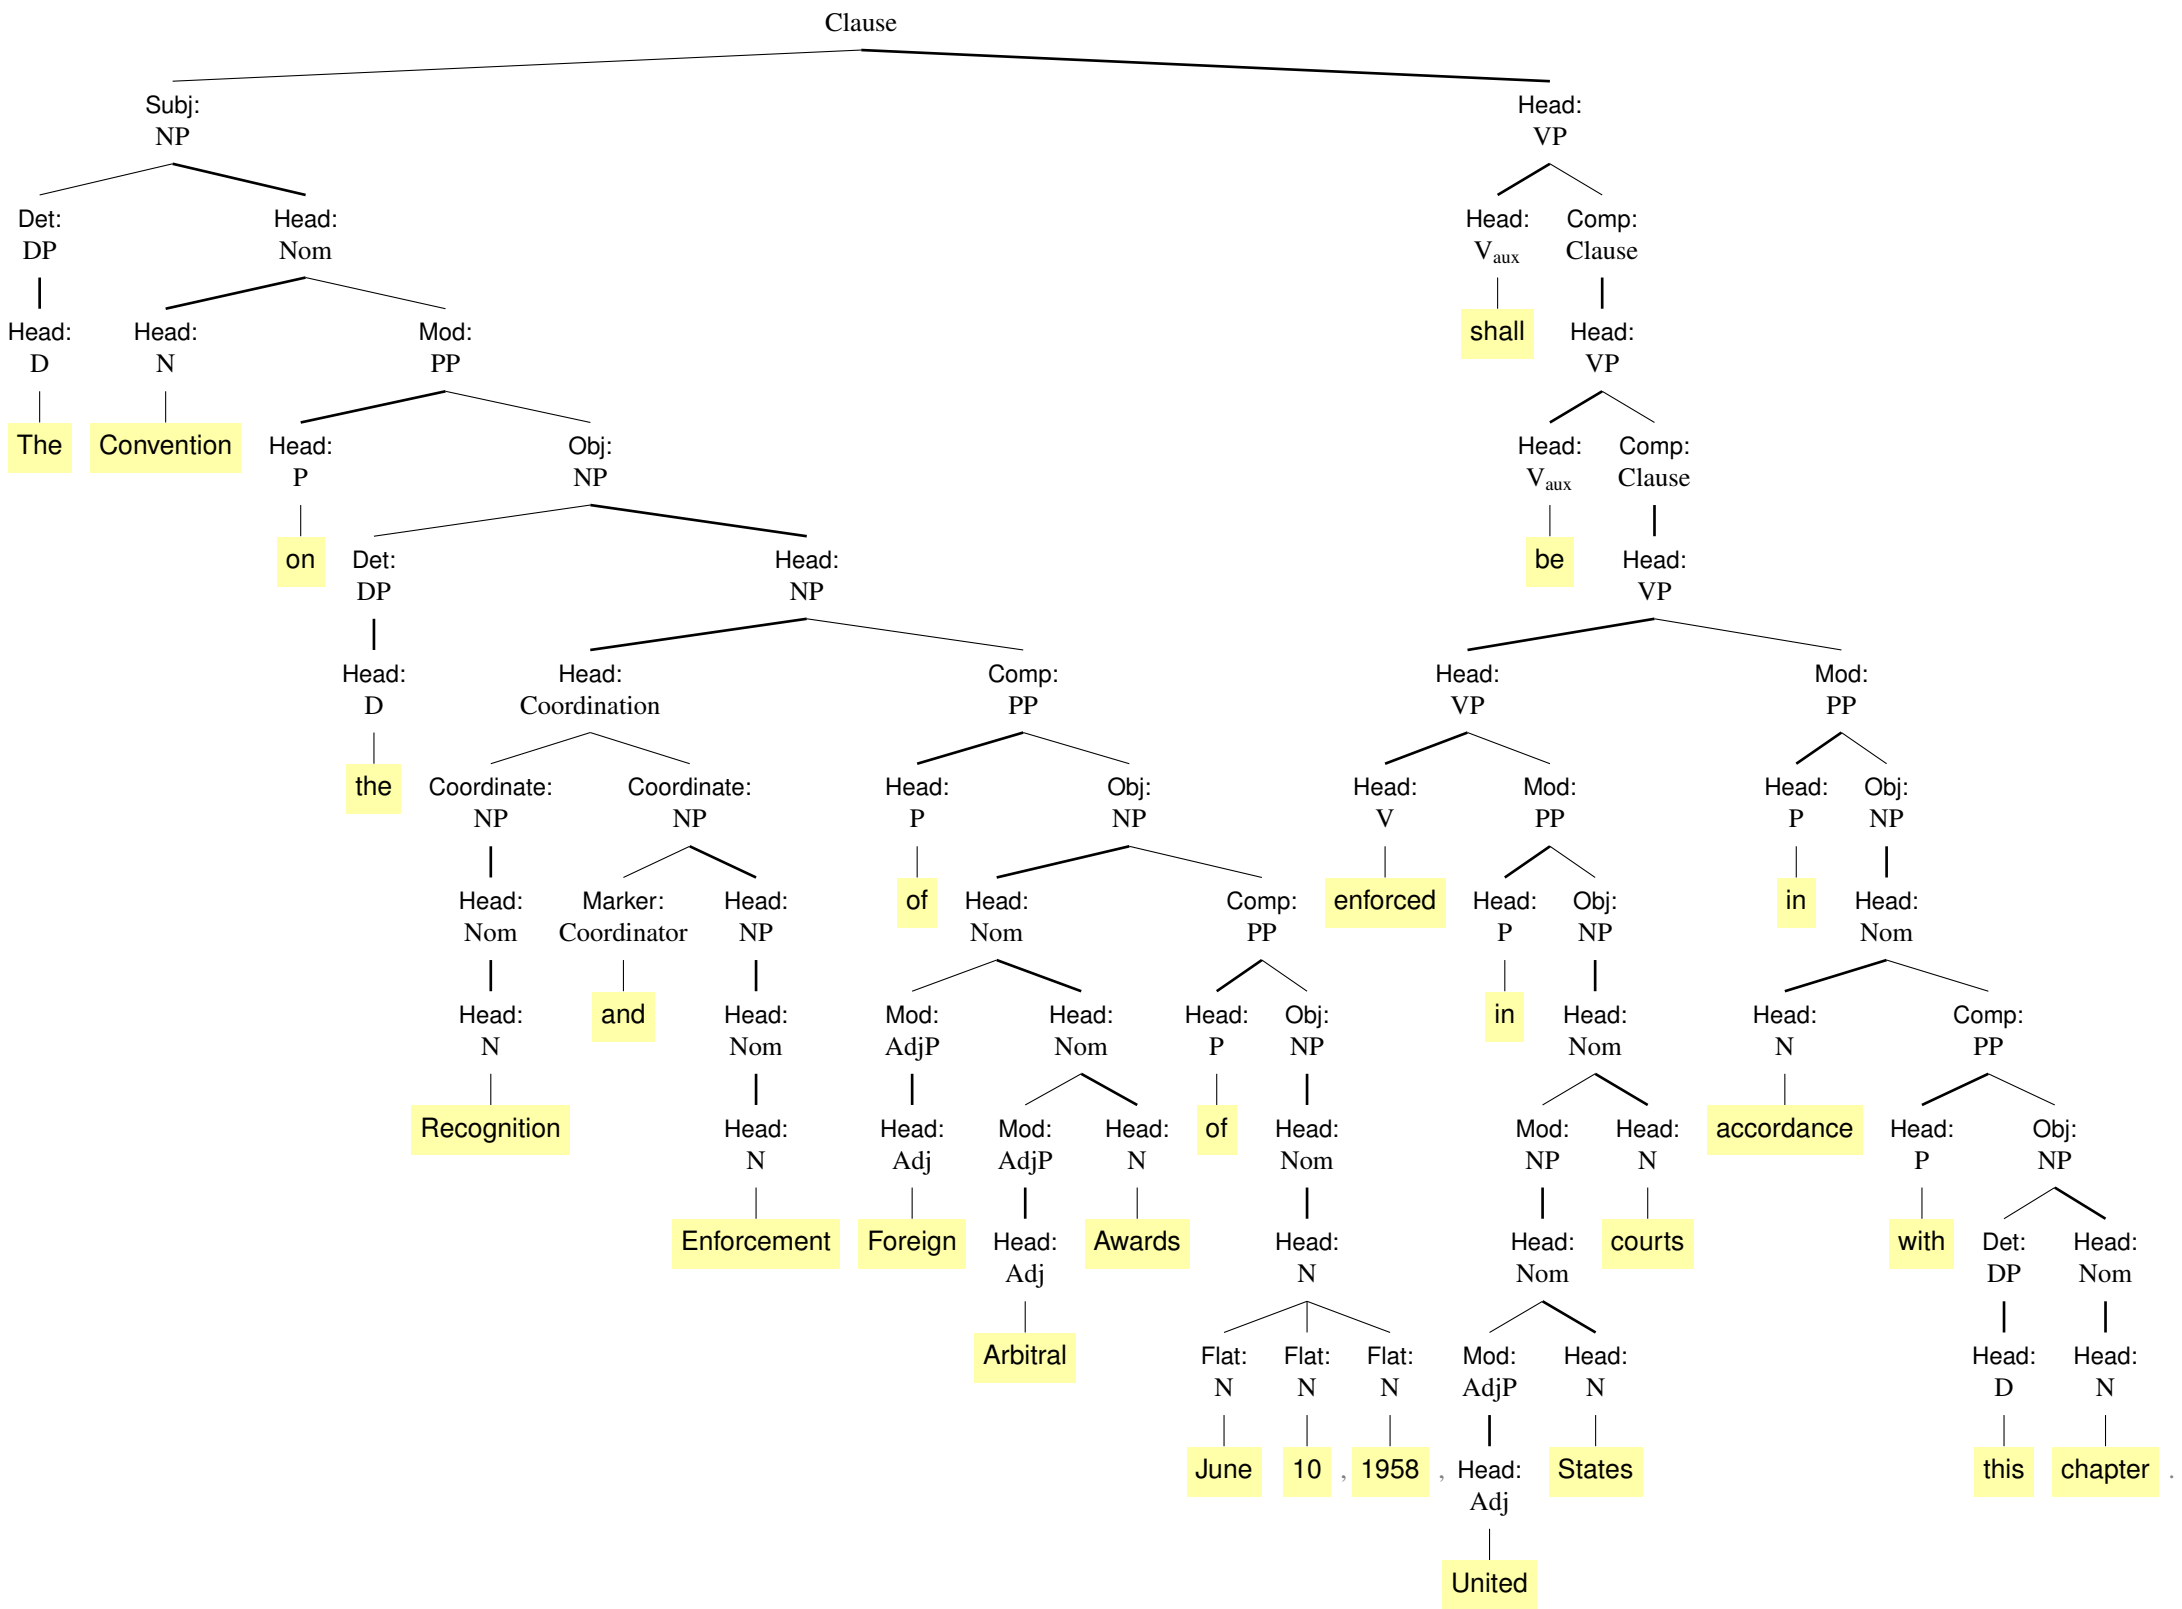 Clause
Subj: Head:
NP VP
Det: Head: Head: Comp:
DP Nom Vaux Clause
Head: Head: Mod: shall Head:
D N PP VP
The Convention Head: Obj: Head: Comp:
P NP Vaux Clause
on Det: Head: be Head:
DP NP VP
Head: Head: Comp: Head: Mod:
D Coordination PP VP PP
the Coordinate: Coordinate: Head: Obj: Head: Mod: Head: Obj:
NP NP P NP V PP P NP
Head: Marker: Head: of Head: Comp: enforced Head: Obj: in Head:
Nom Coordinator NP Nom PP P NP Nom
Head: and Head: Mod: Head: Head: Obj: in Head: Head: Comp:
N Nom AdjP Nom P NP Nom N PP
Recognition Head: Head: Mod: Head: of Head: Mod: Head: accordance Head: Obj:
N Adj AdjP N Nom NP N P NP
Enforcement Foreign Head: Awards Head: Head: courts with Det: Head:
Adj N Nom DP Nom
Arbitral Flat: Flat: Flat: Mod: Head: Head: Head:
N N N AdjP N D N
June 10 , 1958 , Head: States this chapter .
Adj
United